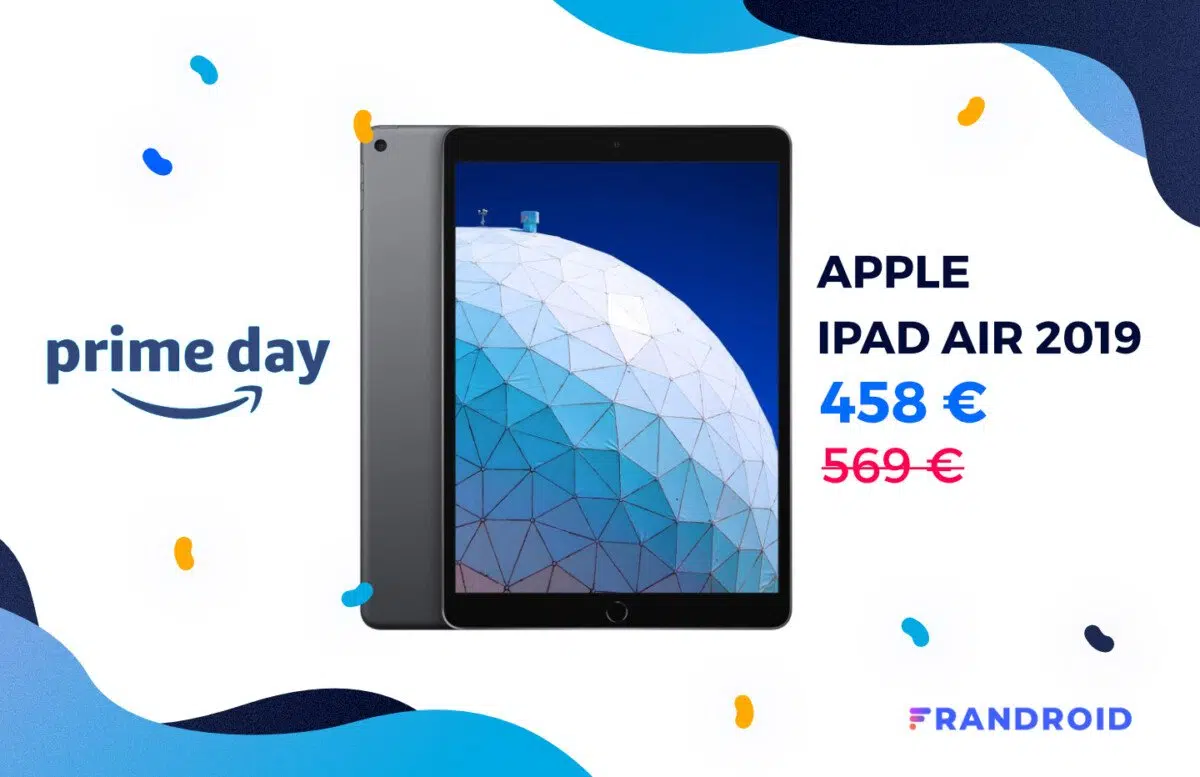 prime day
APPLE
IPAD AIR 2019
458 €
569 €
FRANDROID